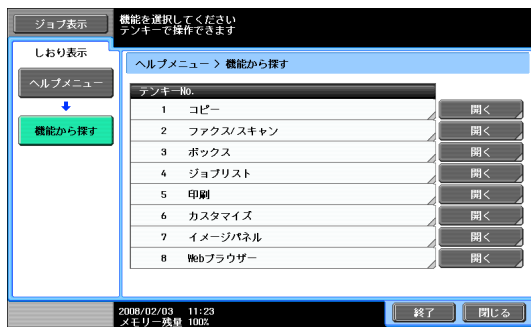 ジョブ表示
機能を選択してください
テンキーで操作できます
しおり表示
ヘルプメニュー
機能から探す
ヘルプメニュー > 機能から探す
テンキーNo.
1 コピー 開く
2 ファクス/スキャン 開く
3 ボックス 開く
4 ジョブリスト 開く
5 印刷 開く
6 カスタマイズ 開く
7 イメージパネル 開く
8 Webブラウザー 開く
2008/02/03 11:23
メモリー残量 100%
終了 閉じる